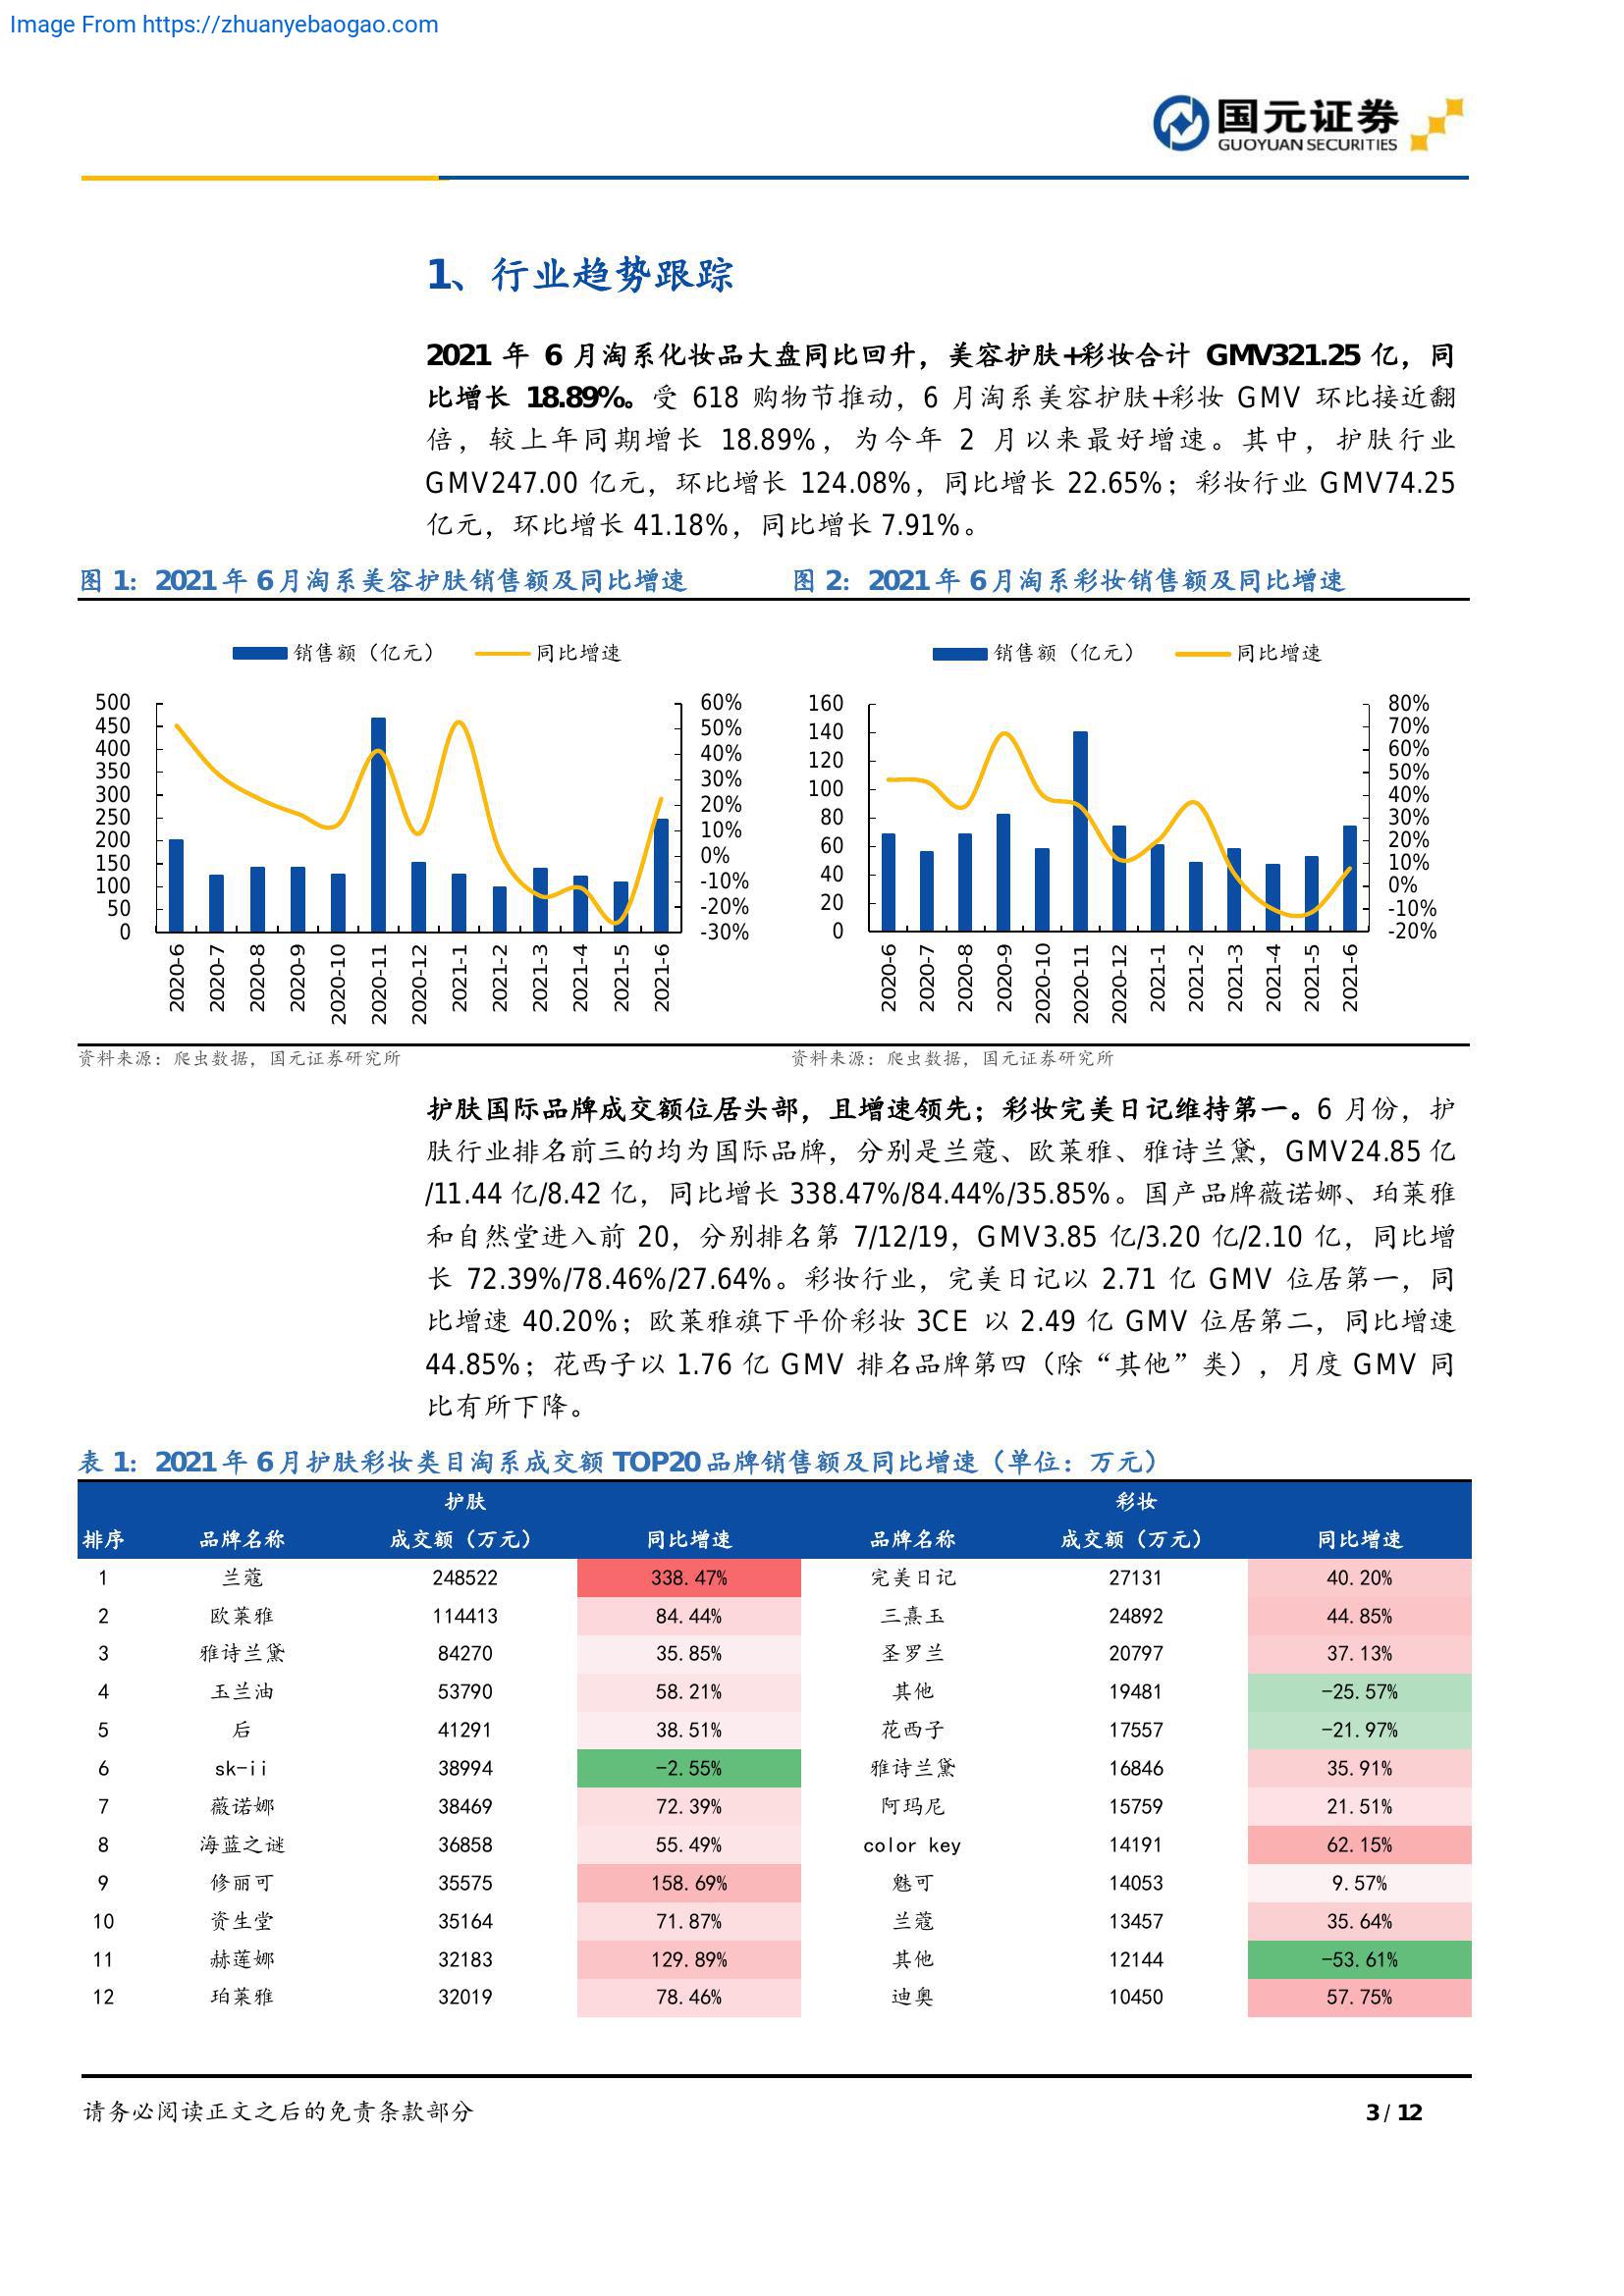 Image From https://zhuanyebaogao.com
国元证券
GUOYUAN SECURITIES
1、行业趋势跟踪
2021 年 6 月淘系化妆品大盘同比回升，美容护肤+彩妆合计 GMV321.25 亿，同
比增长 18.89%。受 618 购物节推动，6 月淘系美容护肤+彩妆 GMV 环比接近翻
倍，较上年同期增长 18.89%，为今年 2 月以来最好增速。其中，护肤行业
GMV247.00 亿元，环比增长 124.08%，同比增长 22.65%；彩妆行业 GMV74.25
亿元，环比增长 41.18%，同比增长 7.91%。
图 1：2021 年 6 月淘系美容护肤销售额及同比增速
销售额（亿元） 同比增速
500 60%
450 50%
400 40%
350 30%
300 20%
250 10%
200 0%
150 -10%
100 -20%
50 -30%
0
2020-6 2020-7 2020-8 2020-9 2020-10 2020-11 2020-12 2021-1 2021-2 2021-3 2021-4 2021-5 2021-6
资料来源：爬虫数据，国元证券研究所
图 2：2021 年 6 月淘系彩妆销售额及同比增速
销售额（亿元） 同比增速
160 80%
140 70%
120 60%
100 50%
80 40%
60 30%
40 20%
20 10%
0 0%
-10%
-20%
2020-6 2020-7 2020-8 2020-9 2020-10 2020-11 2020-12 2021-1 2021-2 2021-3 2021-4 2021-5 2021-6
资料来源：爬虫数据，国元证券研究所
护肤国际品牌成交额位居头部，且增速领先；彩妆完美日记维持第一。6 月份，护
肤行业排名前三的均为国际品牌，分别是兰蔻、欧莱雅、雅诗兰黛，GMV24.85 亿
/11.44 亿/8.42 亿，同比增长 338.47%/84.44%/35.85%。国产品牌薇诺娜、珀莱雅
和自然堂进入前 20，分别排名第 7/12/19，GMV3.85 亿/3.20 亿/2.10 亿，同比增
长 72.39%/78.46%/27.64%。彩妆行业，完美日记以 2.71 亿 GMV 位居第一，同
比增速 40.20%；欧莱雅旗下平价彩妆 3CE 以 2.49 亿 GMV 位居第二，同比增速
44.85%；花西子以 1.76 亿 GMV 排名品牌第四（除“其他”类），月度 GMV 同
比有所下降。
表 1：2021 年 6 月护肤彩妆类目淘系成交额 TOP20 品牌销售额及同比增速（单位：万元）
护肤 彩妆
排序 品牌名称 成交额（万元） 同比增速 品牌名称 成交额（万元） 同比增速
1 兰蔻 248522 338.47% 完美日记 27131 40.20%
2 欧莱雅 114413 84.44% 三熹玉 24892 44.85%
3 雅诗兰黛 84270 35.85% 圣罗兰 20797 37.13%
4 玉兰油 53790 58.21% 其他 19481 -25.57%
5 后 41291 38.51% 花西子 17557 -21.97%
6 sk-ii 38994 -2.55% 雅诗兰黛 16846 35.91%
7 薇诺娜 38469 72.39% 阿玛尼 15759 21.51%
8 海蓝之谜 36858 55.49% color key 14191 62.15%
9 修丽可 35575 158.69% 魅可 14053 9.57%
10 资生堂 35164 71.87% 兰蔻 13457 35.64%
11 赫莲娜 32183 129.89% 其他 12144 -53.61%
12 珀莱雅 32019 78.46% 迪奥 10450 57.75%
请务必阅读正文之后的免责条款部分
3 / 12